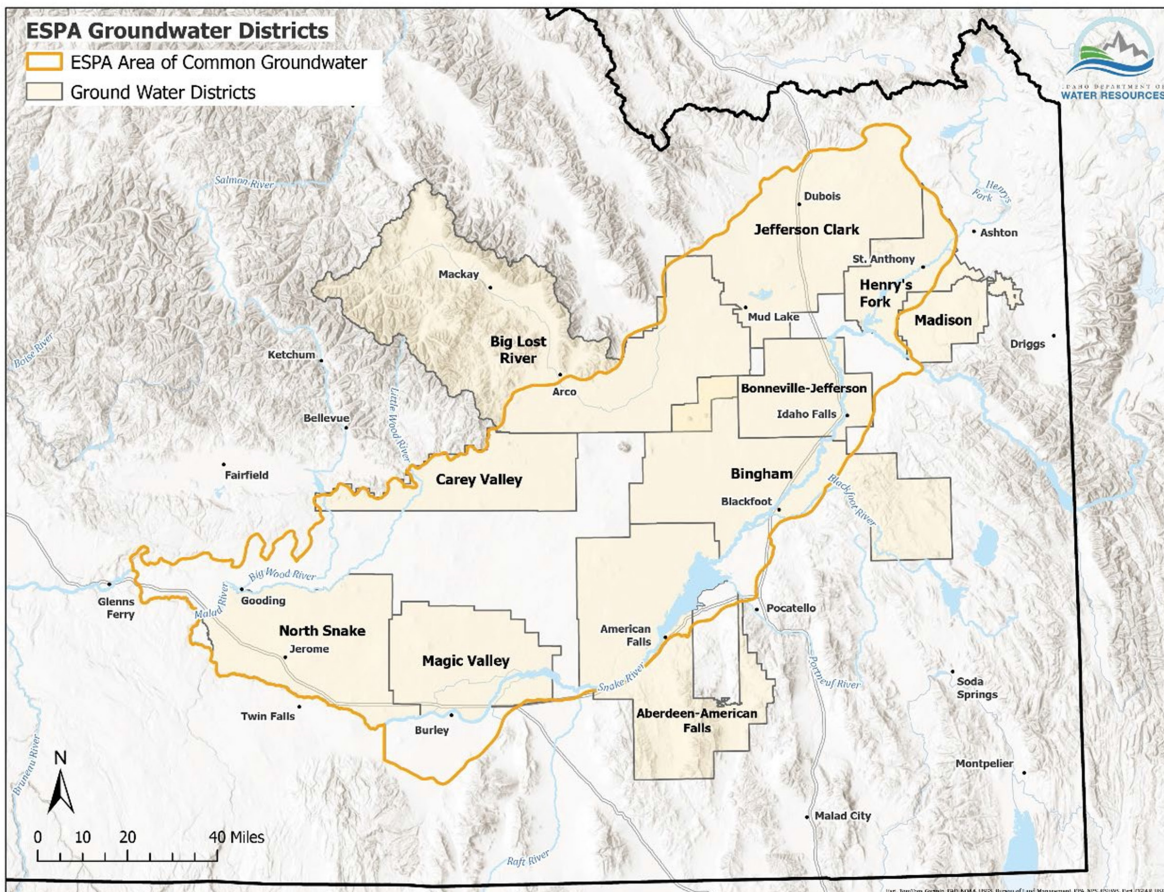 ESPA Groundwater Districts
ESPA Area of Common Groundwater
Ground Water Districts
IDAHO DEPARTMENT OF
WATER RESOURCES
Salmon River
Henrys
Fork
Dubois
Jefferson Clark
Ashton
St. Anthony
Mackay
Henry's
Fork
Mud Lake
Madison
Big Lost
River
Driggs
Boise River
Ketchum
Arco
Little Wood River
Bonneville-Jefferson
Idaho Falls
Bellevue
Fairfield
Carey Valley
Bingham
Blackfoot
Blackfoot River
Big Wood River
Glenns
Ferry
Malad River
Gooding
Pocatello
North Snake
American
Falls
Jerome
Magic Valley
Snake River
Portneuf River
Soda
Springs
Twin Falls
Burley
Aberdeen-American
Falls
Bruneau River
N
Montpelier
0 10 20 40 Miles
Malad City
Raft River